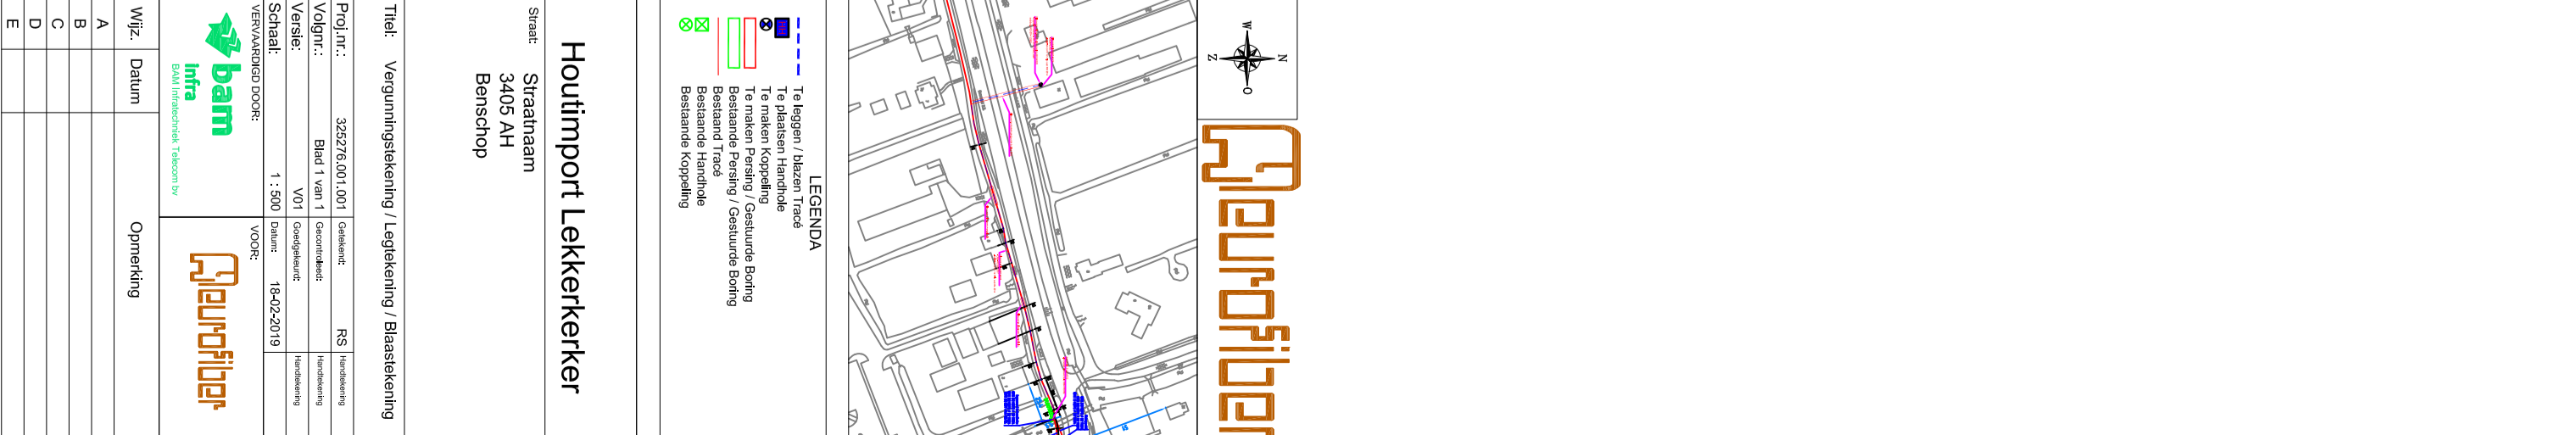 N
W
O
Z
eurofiber
LEGENDA
Te leggen / blazen Tracé
Te plaatsen Handhole
Te maken Koppeling
Te maken Persing / Gestuurde Boring
Bestaande Persing / Gestuurde Boring
Bestaand Tracé
Bestaande Handhole
Bestaande Koppeling
Houtimport Lekkerkerker
Straat: Straatnaam
3405 AH
Benschop
Titel: Vergunningstekening / Legtekening / Blaastekening
Proj.nr.: 325276.001.001 Getekend: RS Handtekening
Volgnr.: Blad 1 van 1 Gecontroleed: Handtekening
Versie: V01 Goedgekeurd: Handtekening
Schaal: 1 : 500 Datum: 18-02-2019
VERVAARDIGD DOOR: VOOR:
bam
infra
BAM Infratechniek Telecom bv
eurofiber
Wijz. Datum Opmerking
A
B
C
D
E